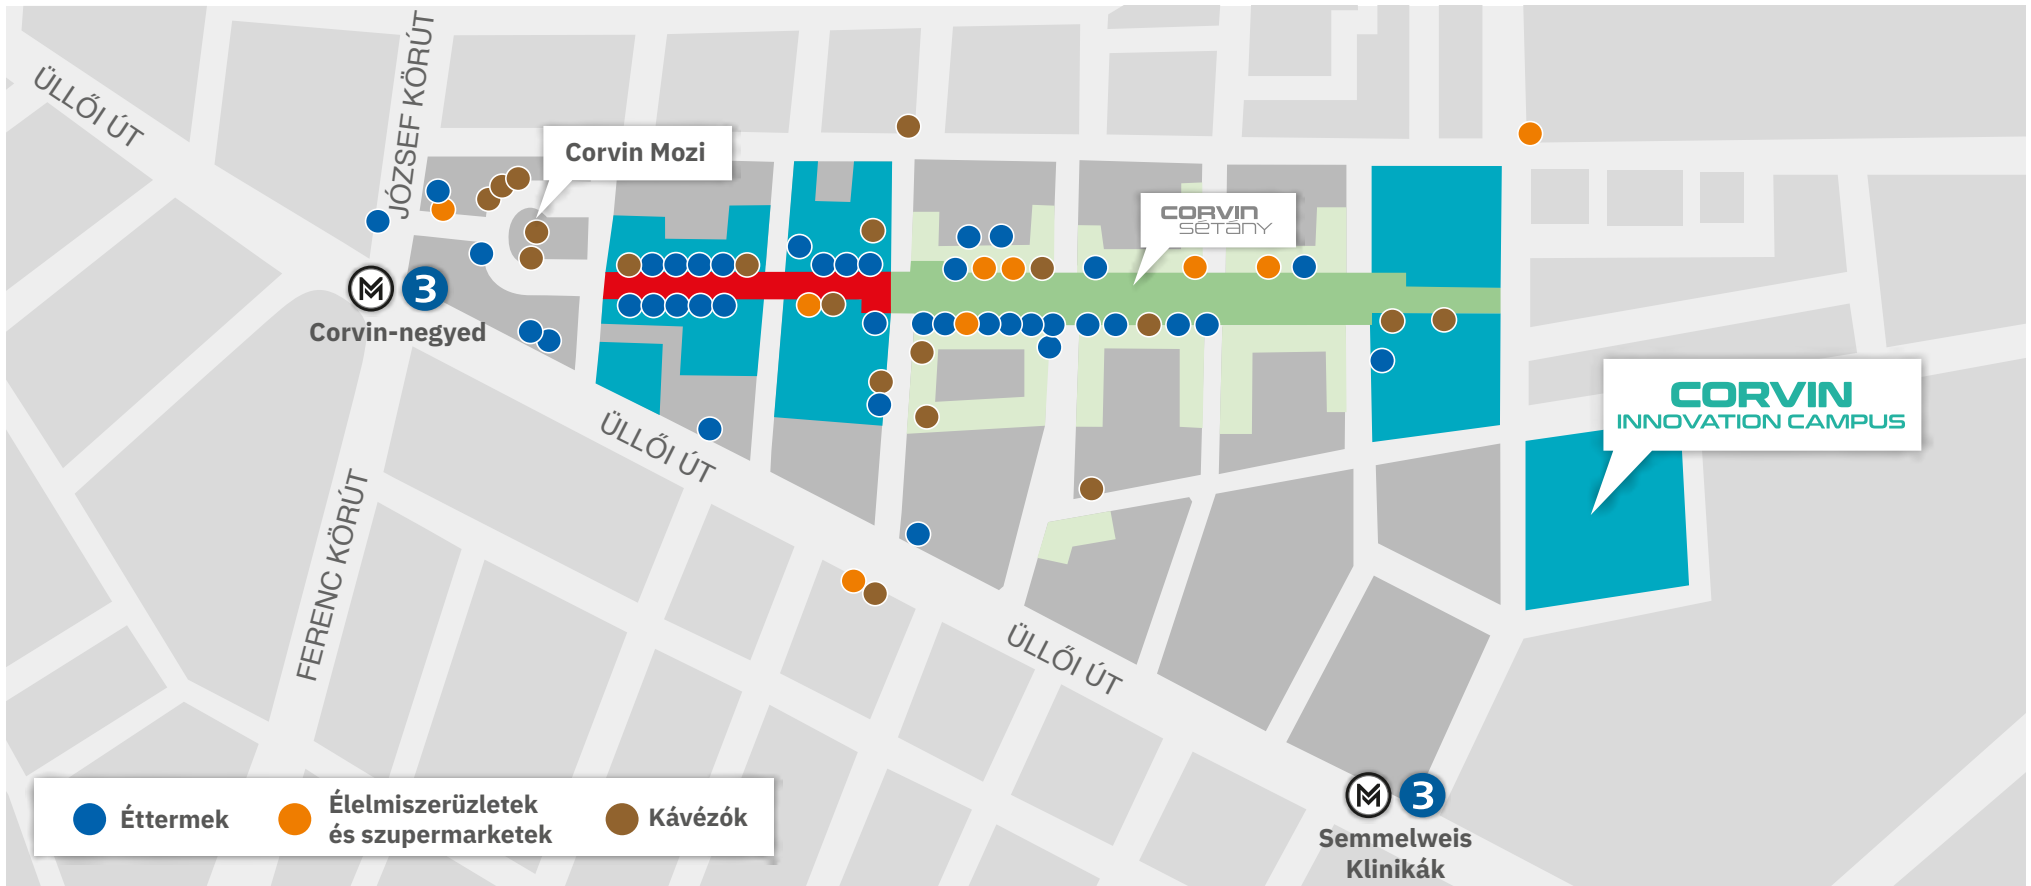 ÜLLŐI ÚT
JÓZSEF KÖRÚT
Corvin Mozi
CORVIN
sétány
3
Corvin-negyed
CORVIN
INNOVATION CAMPUS
ÜLLŐI ÚT
FERENC KÖRÚT
ÜLLŐI ÚT
3
Semmelweis
Klinikák
Éttermek
Élelmiszerüzletek
és szupermarketek
Kávézók